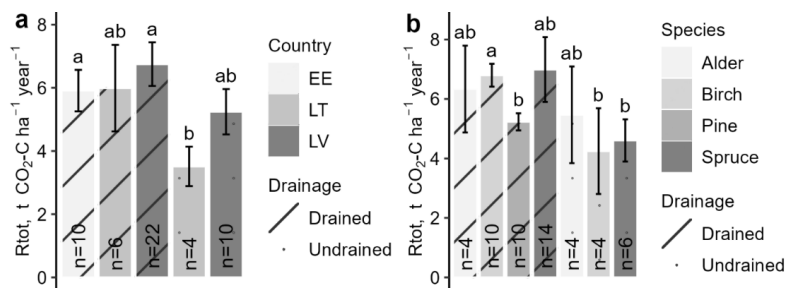 a
Rtot, t CO₂-C ha⁻¹ year⁻¹
8
6
4
2
0
a
ab
a
b
ab
n=10
n=6
n=22
n=4
n=10
Country
EE
LT
LV
Drainage
Drained
Undrained
b
Rtot, t CO₂-C ha⁻¹ year⁻¹
8
6
4
2
0
ab
a
b
ab
ab
b
b
n=4
n=10
n=10
n=14
n=4
n=4
n=6
Species
Alder
Birch
Pine
Spruce
Drainage
Drained
Undrained